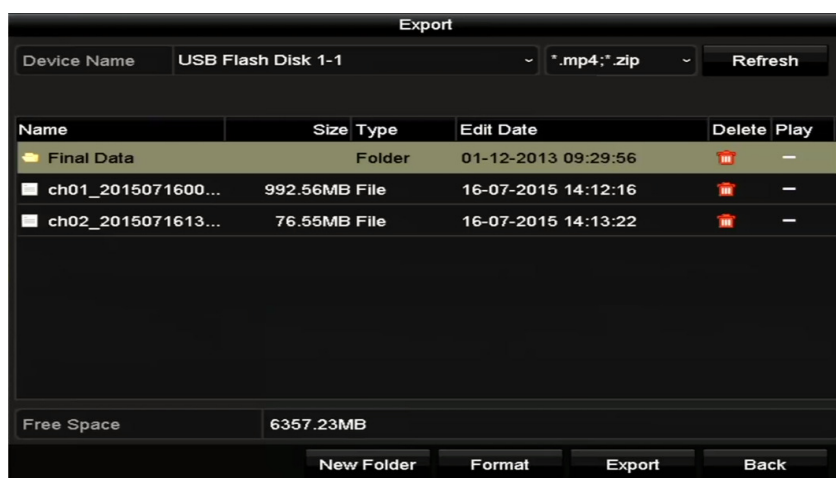 Export
Device Name USB Flash Disk 1-1 *.mp4;*.zip Refresh
Name Size Type Edit Date Delete Play
Final Data Folder 01-12-2013 09:29:56
ch01_2015071600... 992.56MB File 16-07-2015 14:12:16
ch02_2015071613... 76.55MB File 16-07-2015 14:13:22
Free Space 6357.23MB
New Folder Format Export Back